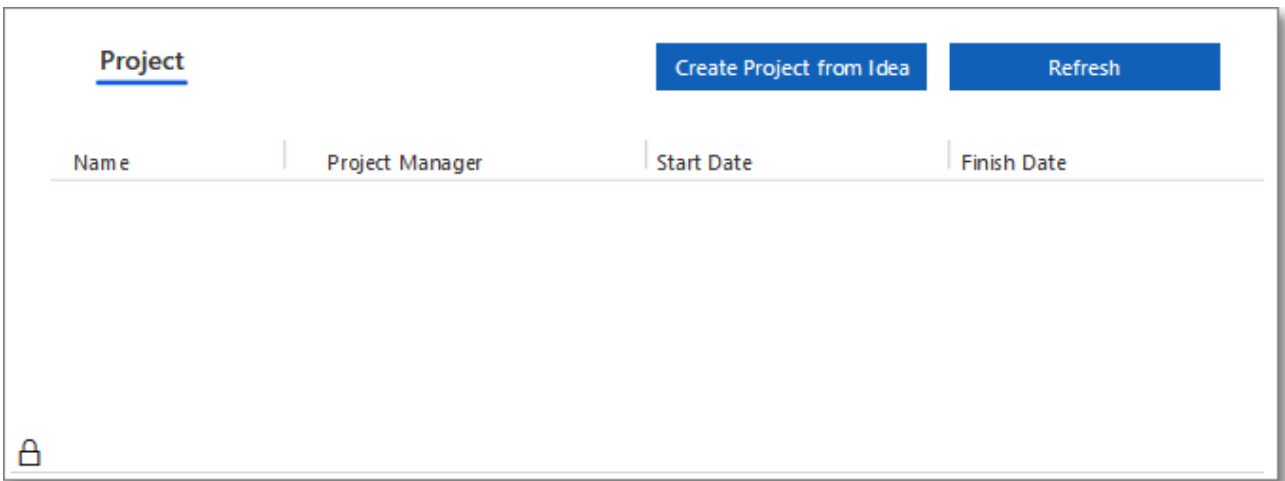 Project
Create Project from Idea
Refresh
Name
Project Manager
Start Date
Finish Date